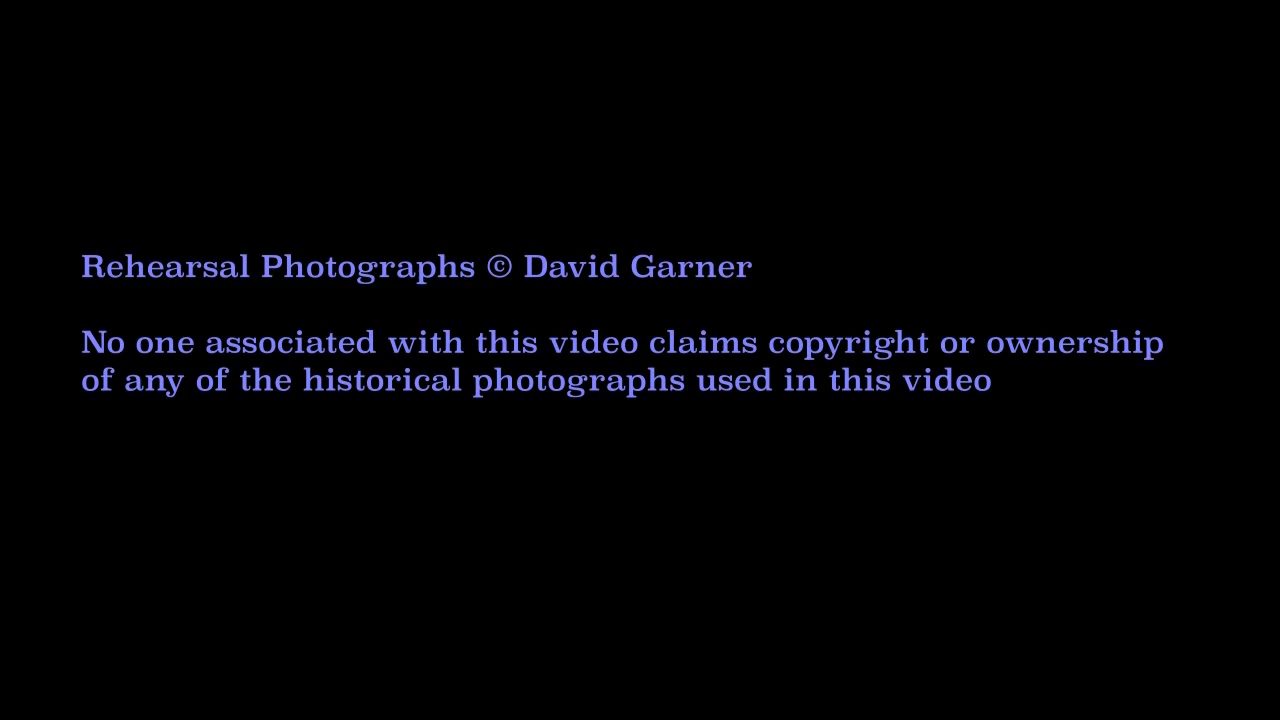 Rehearsal Photographs © David Garner
No one associated with this video claims copyright or ownership
of any of the historical photographs used in this video